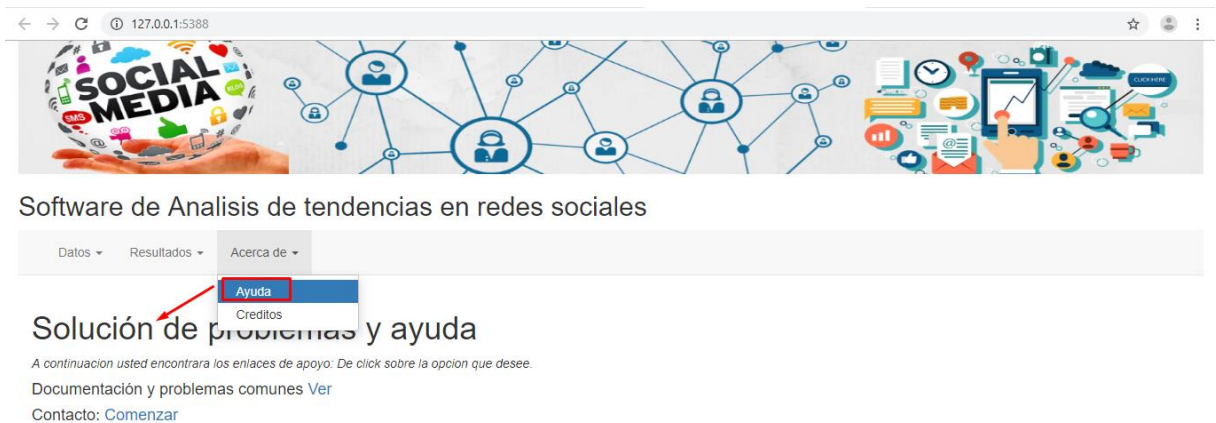 127.0.0.1:5388
SOCIAL
MEDIA
SMS
BLOG
CLICK HERE
Software de Analisis de tendencias en redes sociales
Datos Resultados Acerca de
Ayuda
Creditos
Solución de problemas y ayuda
A continuacion usted encontrara los enlaces de apoyo: De click sobre la opcion que desee.
Documentación y problemas comunes Ver
Contacto: Comenzar